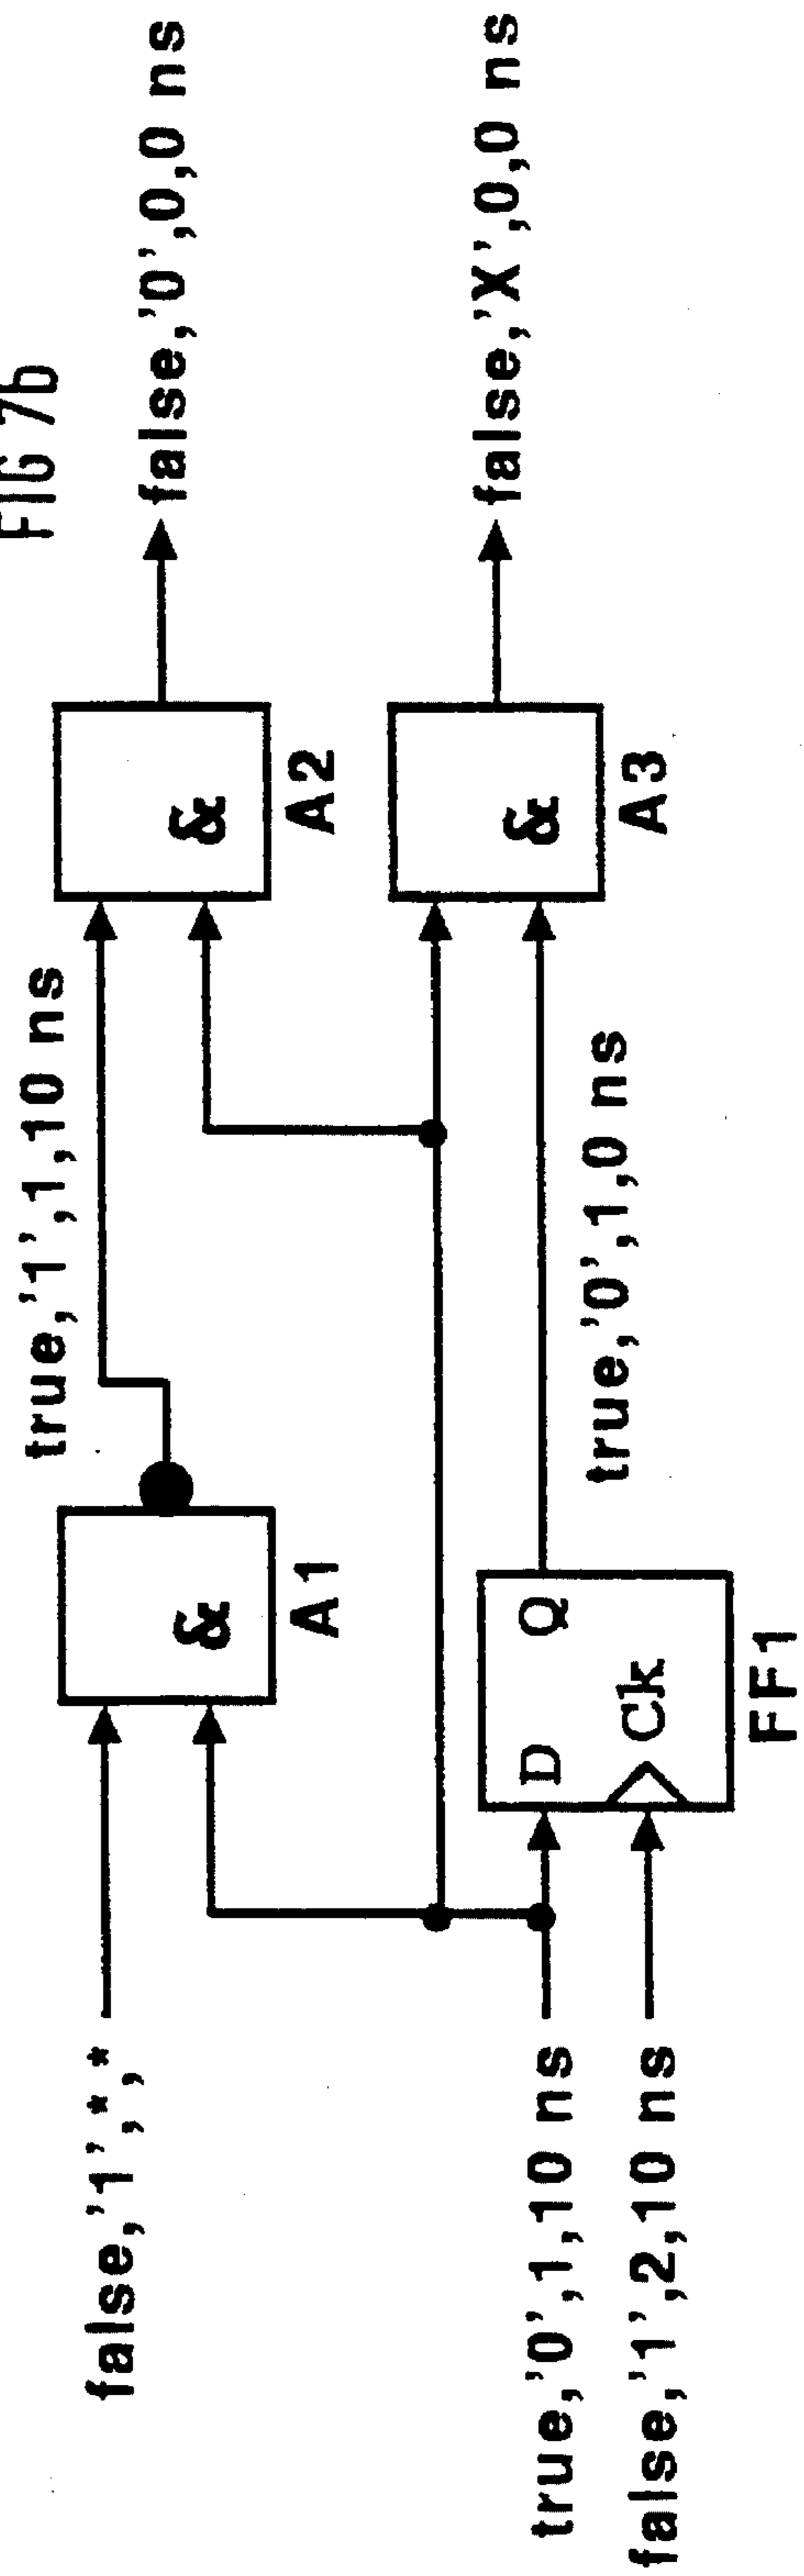 FIG 7b
false,'1',*,*
true,'1',1,10 ns
false,'0',0,0 ns
&
A1
&
A2
true,'0',1,10 ns
false,'1',2,10 ns
D
Q
Ck
FF1
true,'0',1,0 ns
&
A3
false,'X',0,0 ns